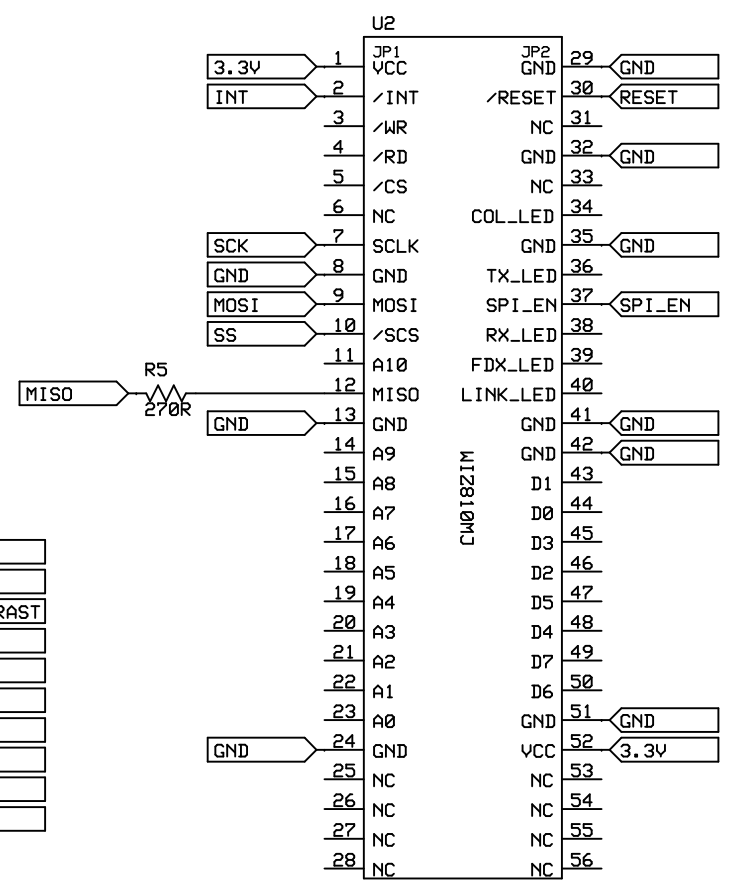 U2
JP1 JP2
3.3V 1 VCC GND 29 GND
INT 2 /INT /RESET 30 RESET
3 /WR NC 31
4 /RD GND 32 GND
5 /CS NC 33
6 NC COL_LED 34
SCK 7 SCLK GND 35 GND
GND 8 GND TX_LED 36
MOSI 9 MOSI SPI_EN 37 SPI_EN
SS 10 /SCS RX_LED 38
11 A10 FDX_LED 39
R5
MISO 12 MISO LINK_LED 40
270R
GND 13 GND GND 41 GND
14 A9 GND 42 GND
WIZ810MJ
15 A8 D1 43
16 A7 D0 44
17 A6 D3 45
18 A5 D2 46
RAST 19 A4 D5 47
20 A3 D4 48
21 A2 D7 49
22 A1 D6 50
23 A0 GND 51 GND
GND 24 GND VCC 52 3.3V
25 NC NC 53
26 NC NC 54
27 NC NC 55
28 NC NC 56